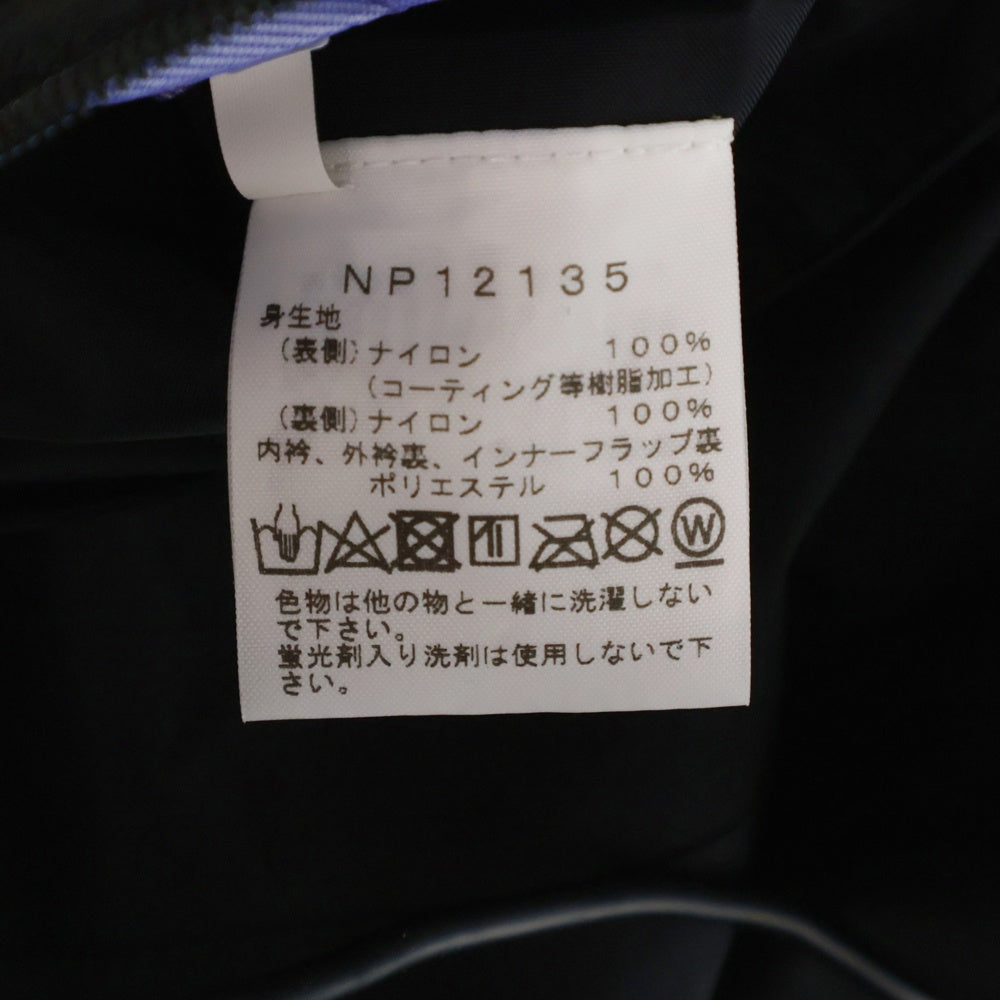 NP12135
身生地
(表側)ナイロン 100%
(コーティング等樹脂加工)
(裏側)ナイロン 100%
内衿、外衿裏、インナーフラップ裏
ポリエステル 100%
W
色物は他の物と一緒に洗濯しない
で下さい。
蛍光剤入り洗剤は使用しないで下
さい。